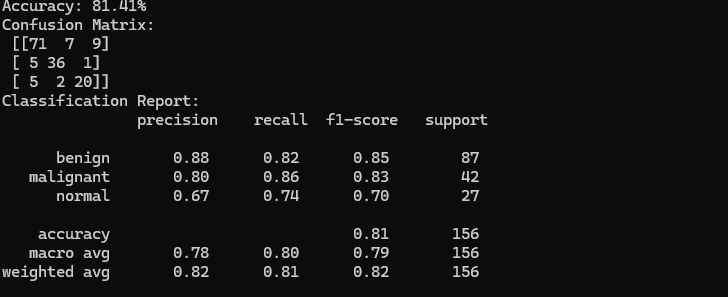 Accuracy: 81.41%
Confusion Matrix:
[[71  7  9]
[ 5 36  1]
[ 5  2 20]]
Classification Report:
precision recall f1-score support
benign 0.88 0.82 0.85 87
malignant 0.80 0.86 0.83 42
normal 0.67 0.74 0.70 27
accuracy 0.81 156
macro avg 0.78 0.80 0.79 156
weighted avg 0.82 0.81 0.82 156